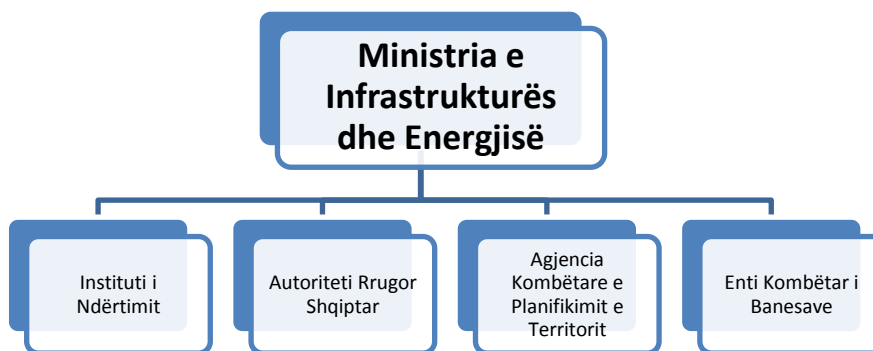 Ministria e
Infrastrukturës
dhe Energjisë
Instituti i
Ndërtimit
Autoriteti Rrugor
Shqiptar
Agjencia
Kombëtare e
Planifikimit e
Territorit
Enti Kombëtar i
Banesave